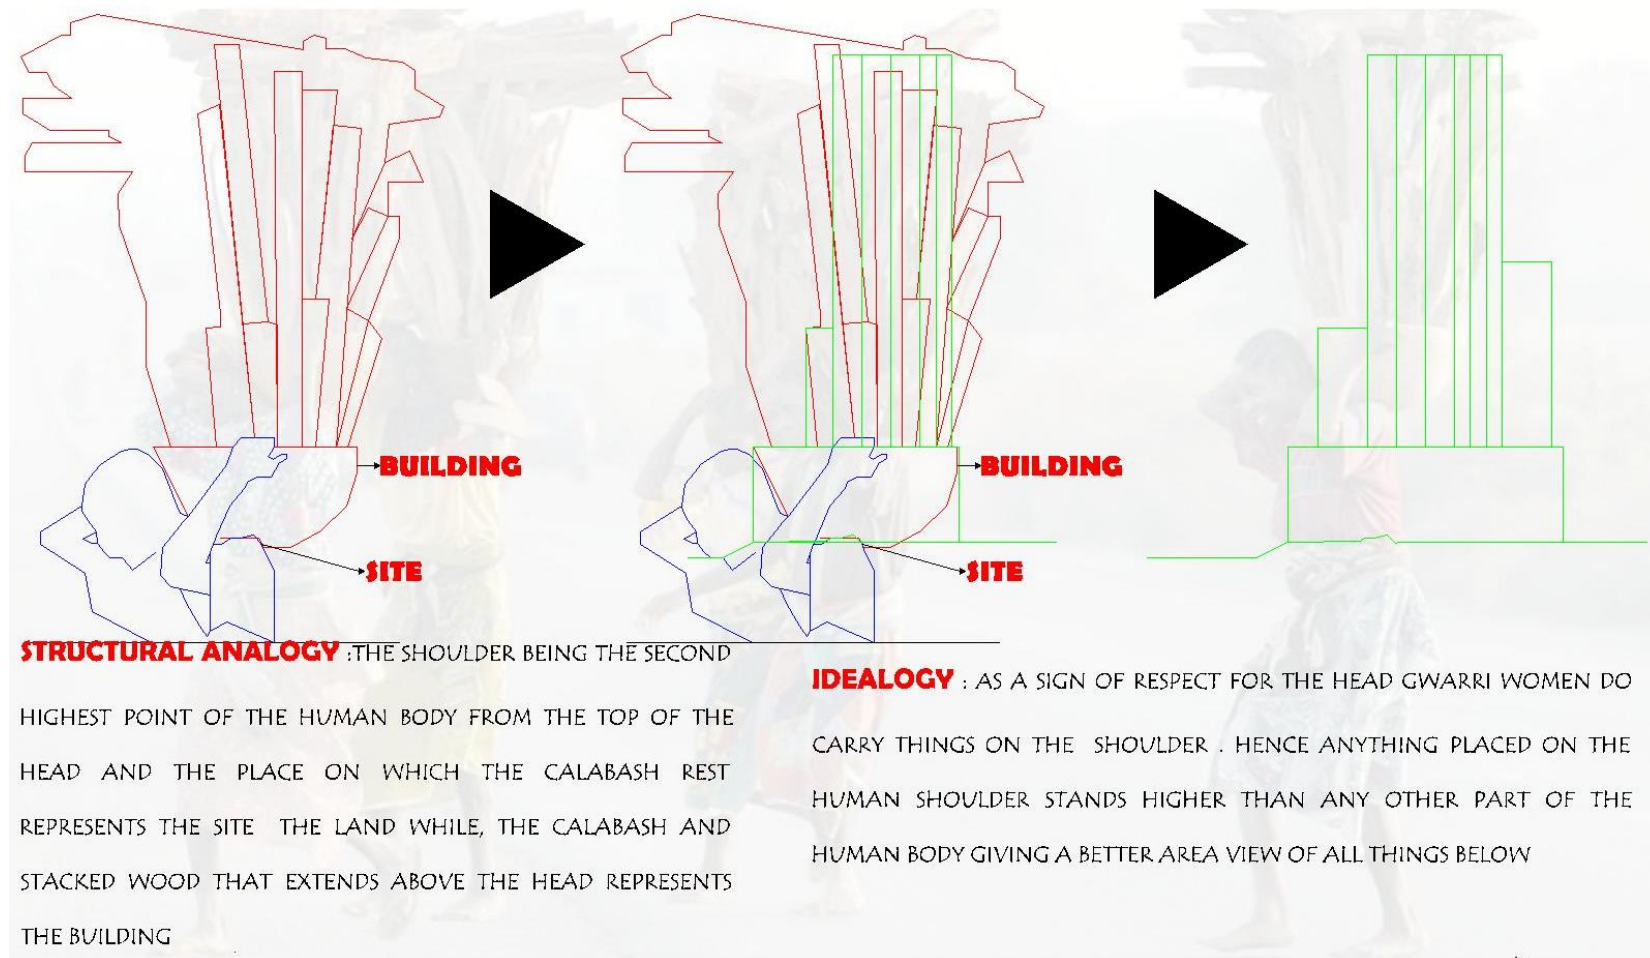 BUILDING
SITE
BUILDING
SITE
STRUCTURAL ANALOGY :THE SHOULDER BEING THE SECOND
HIGHEST POINT OF THE HUMAN BODY FROM THE TOP OF THE
HEAD AND THE PLACE ON WHICH THE CALABASH REST
REPRESENTS THE SITE THE LAND WHILE, THE CALABASH AND
STACKED WOOD THAT EXTENDS ABOVE THE HEAD REPRESENTS
THE BUILDING
IDEALOGY : AS A SIGN OF RESPECT FOR THE HEAD GWARRI WOMEN DO
CARRY THINGS ON THE SHOULDER . HENCE ANYTHING PLACED ON THE
HUMAN SHOULDER STANDS HIGHER THAN ANY OTHER PART OF THE
HUMAN BODY GIVING A BETTER AREA VIEW OF ALL THINGS BELOW